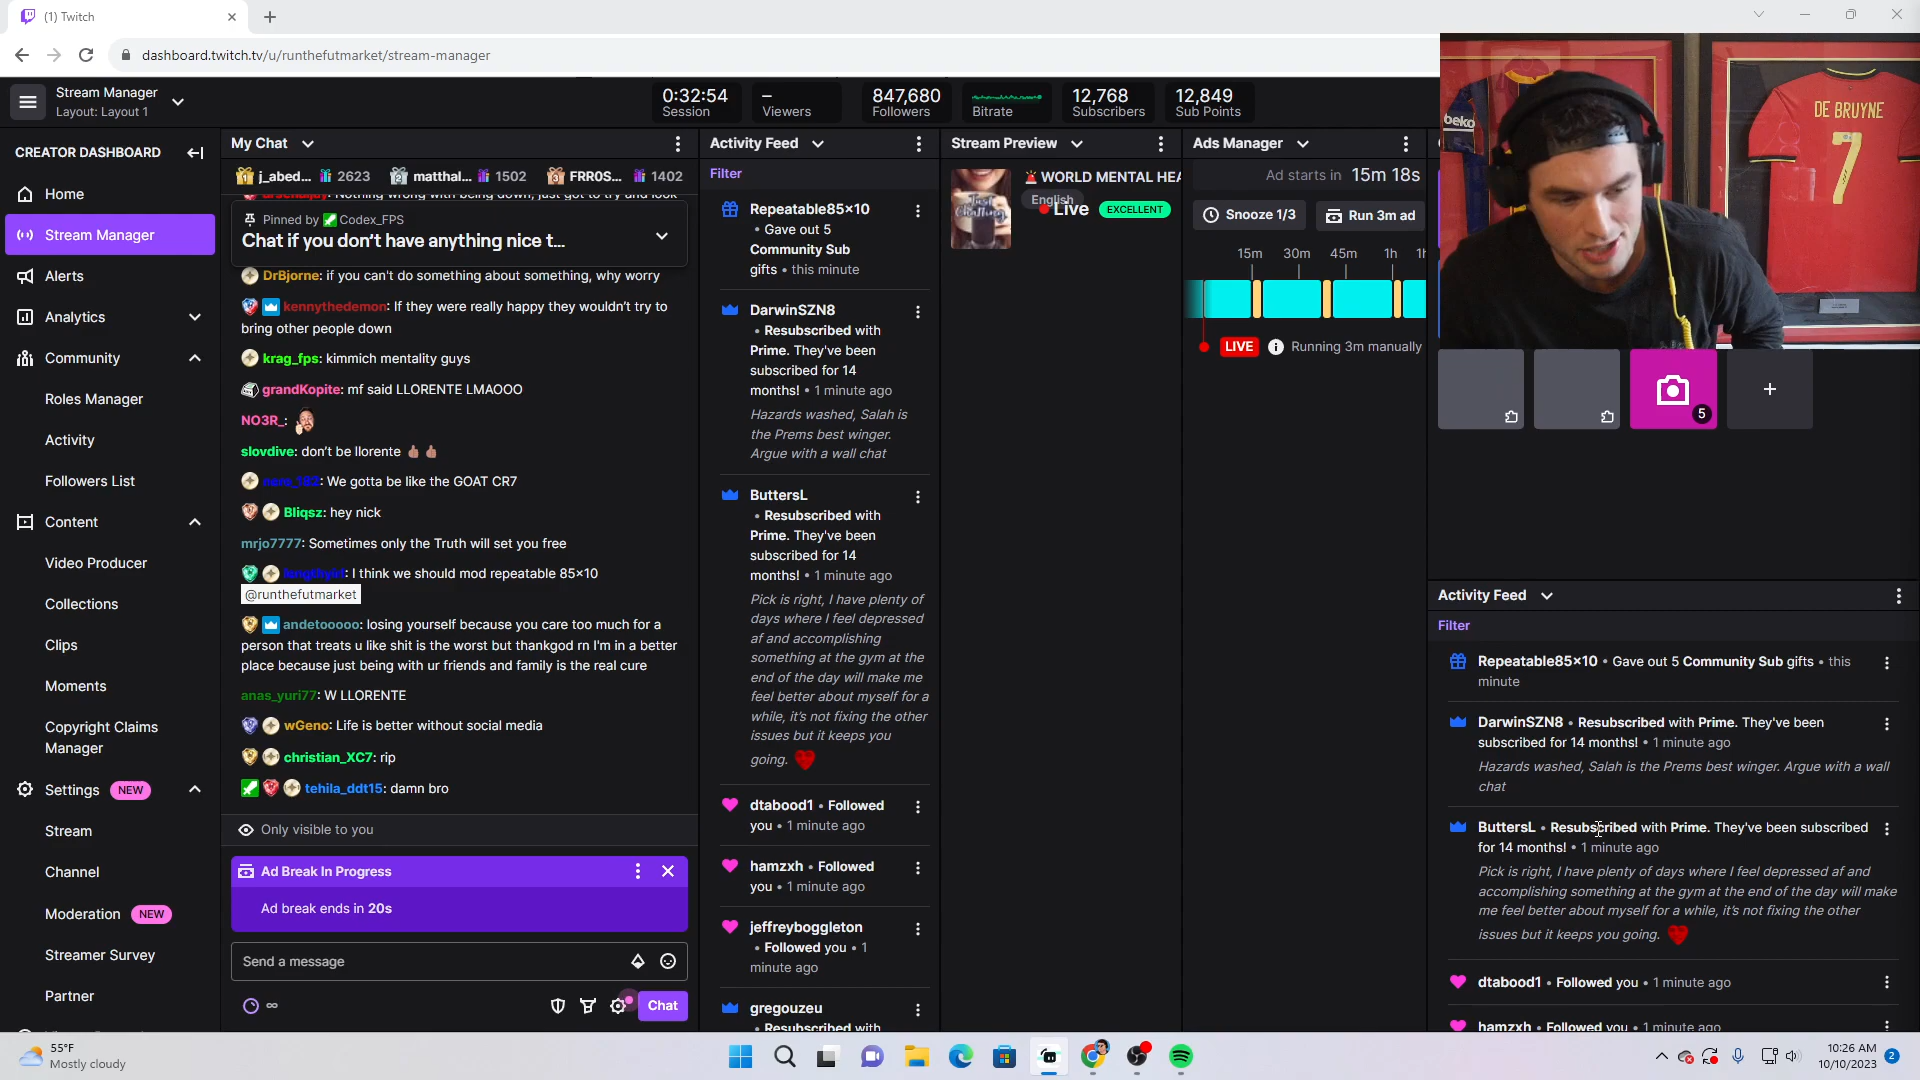 (1) Twitch
dashboard.twitch.tv/u/runthefutmarket/stream-manager
Stream Manager
Layout: Layout 1
0:32:54
Session
–
Viewers
847,680
Followers
Bitrate
12,768
Subscribers
12,849
Sub Points
CREATOR DASHBOARD
Home
Stream Manager
Alerts
Analytics
Community
Roles Manager
Activity
Followers List
Content
Video Producer
Collections
Clips
Moments
Copyright Claims
Manager
Settings NEW
Stream
Channel
Moderation NEW
Streamer Survey
Partner
My Chat
j_abed... 2623 matthal... 1502 FRR0S... 1402
Pinned by Codex_FPS
Chat if you don't have anything nice t...
DrBjorne: if you can't do something about something, why worry
kennythedemon: If they were really happy they wouldn't try to
bring other people down
krag_fps: kimmich mentality guys
grandKopite: mf said LLORENTE LMAOOO
NO3R_:
slovdive: don't be llorente
: We gotta be like the GOAT CR7
Bliqsz: hey nick
mrjo7777: Sometimes only the Truth will set you free
: I think we should mod repeatable 85x10
@runthefutmarket
andetooooo: losing yourself because you care too much for a
person that treats u like shit is the worst but thankgod rn I'm in a better
place because just being with ur friends and family is the real cure
anas_yuri77: W LLORENTE
wGeno: Life is better without social media
christian_XC7: rip
tehila_ddt15: damn bro
Only visible to you
Ad Break In Progress
Ad break ends in 20s
Send a message
Chat
Activity Feed
Filter
Repeatable85x10
• Gave out 5
Community Sub
gifts • this minute
DarwinSZN8
• Resubscribed with
Prime. They've been
subscribed for 14
months! • 1 minute ago
Hazards washed, Salah is
the Prems best winger.
Argue with a wall chat
ButtersL
• Resubscribed with
Prime. They've been
subscribed for 14
months! • 1 minute ago
Pick is right, I have plenty of
days where I feel depressed
af and accomplishing
something at the gym at the
end of the day will make me
feel better about myself for a
while, it's not fixing the other
issues but it keeps you
going.
dtabood1 • Followed
you • 1 minute ago
hamzxh • Followed
you • 1 minute ago
jeffreyboggleton
• Followed you • 1
minute ago
gregouzeu
• Resubscribed with
Stream Preview
WORLD MENTAL HEA
English
Live EXCELLENT
Ads Manager
Ad starts in 15m 18s
Snooze 1/3 Run 3m ad
15m 30m 45m 1h
LIVE Running 3m manually
beko
DE BRUYNE
7
5
Activity Feed
Filter
Repeatable85x10 • Gave out 5 Community Sub gifts • this
minute
DarwinSZN8 • Resubscribed with Prime. They've been
subscribed for 14 months! • 1 minute ago
Hazards washed, Salah is the Prems best winger. Argue with a wall
chat
ButtersL • Resubscribed with Prime. They've been subscribed
for 14 months! • 1 minute ago
Pick is right, I have plenty of days where I feel depressed af and
accomplishing something at the gym at the end of the day will make
me feel better about myself for a while, it's not fixing the other
issues but it keeps you going.
dtabood1 • Followed you • 1 minute ago
hamzxh • Followed you • 1 minute ago
55°F
Mostly cloudy
10:26 AM
10/10/2023
2